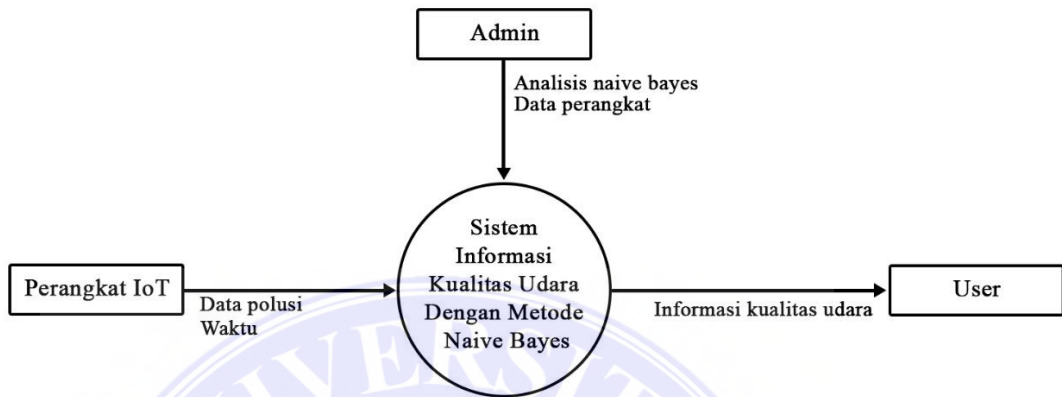 Admin
Analisis naive bayes
Data perangkat
Sistem
Informasi
Kualitas Udara
Dengan Metode
Naive Bayes
Perangkat IoT
Data polusi
Waktu
Informasi kualitas udara
User